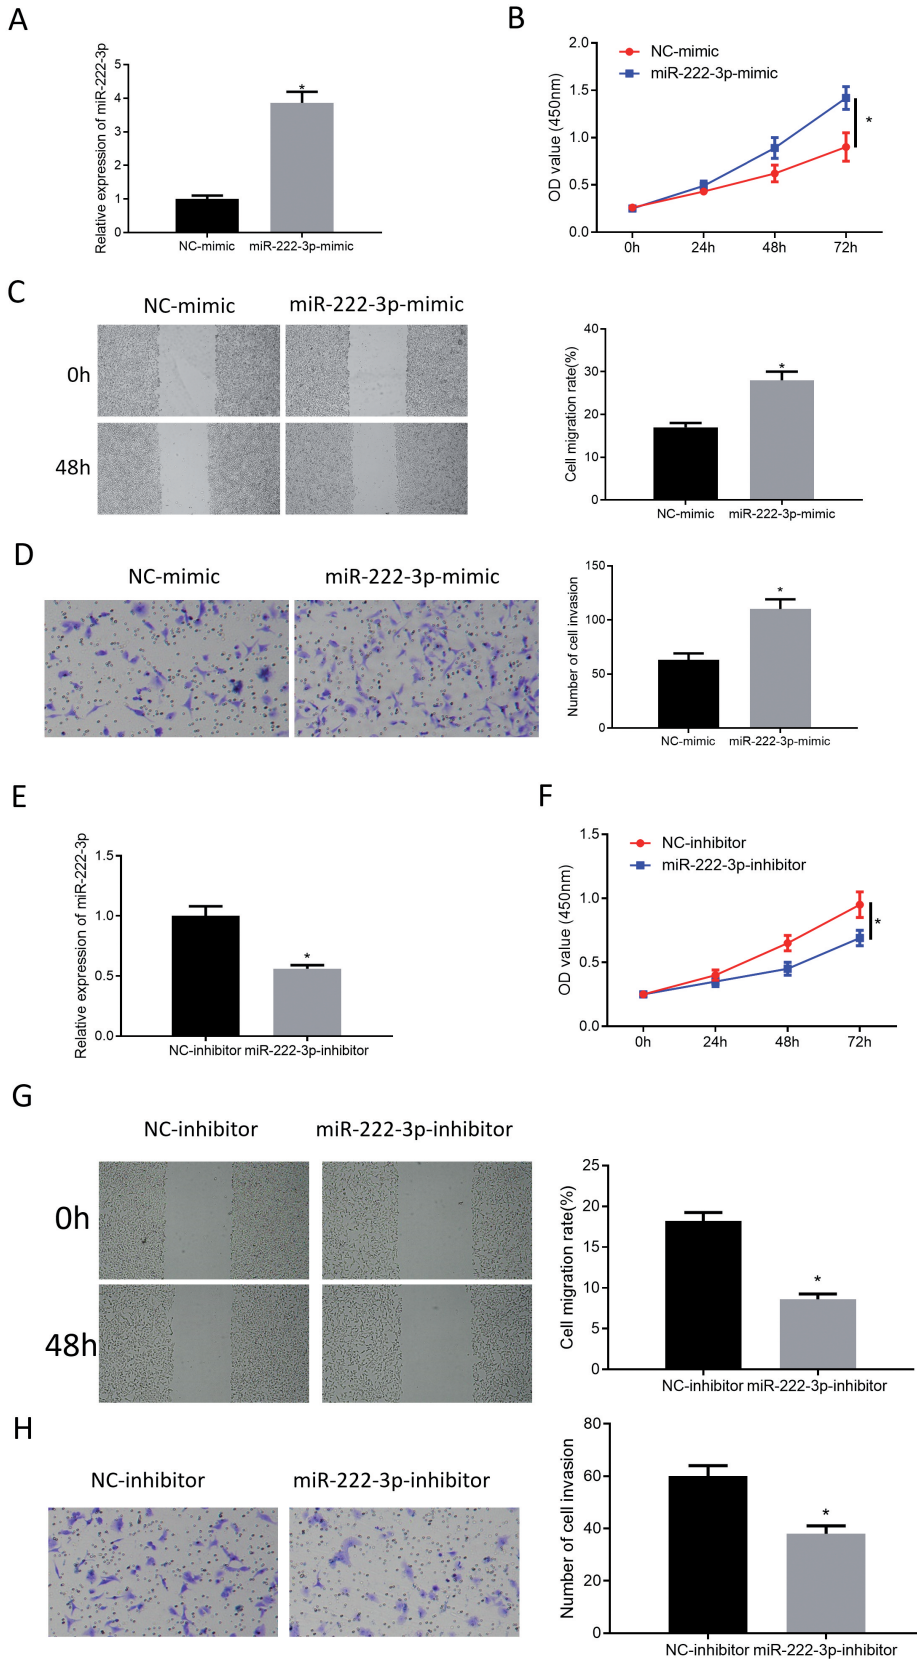 A
Relative expression of miR-222-3p
5
4
3
2
1
0
*
NC-mimic miR-222-3p-mimic
B
OD value (450nm)
2.0
1.5
1.0
0.5
0.0
NC-mimic
miR-222-3p-mimic
*
0h 24h 48h 72h
C
NC-mimic miR-222-3p-mimic
0h
48h
Cell migration rate(%)
40
30
20
10
0
*
NC-mimic miR-222-3p-mimic
D
NC-mimic miR-222-3p-mimic
Number of cell invasion
150
100
50
0
*
NC-mimic miR-222-3p-mimic
E
Relative expression of miR-222-3p
1.5
1.0
0.5
0.0
*
NC-inhibitor miR-222-3p-inhibitor
F
OD value (450nm)
1.5
1.0
0.5
0.0
NC-inhibitor
miR-222-3p-inhibitor
*
0h 24h 48h 72h
G
NC-inhibitor miR-222-3p-inhibitor
0h
48h
Cell migration rate(%)
25
20
15
10
5
0
*
NC-inhibitor miR-222-3p-inhibitor
H
NC-inhibitor miR-222-3p-inhibitor
Number of cell invasion
80
60
40
20
0
*
NC-inhibitor miR-222-3p-inhibitor